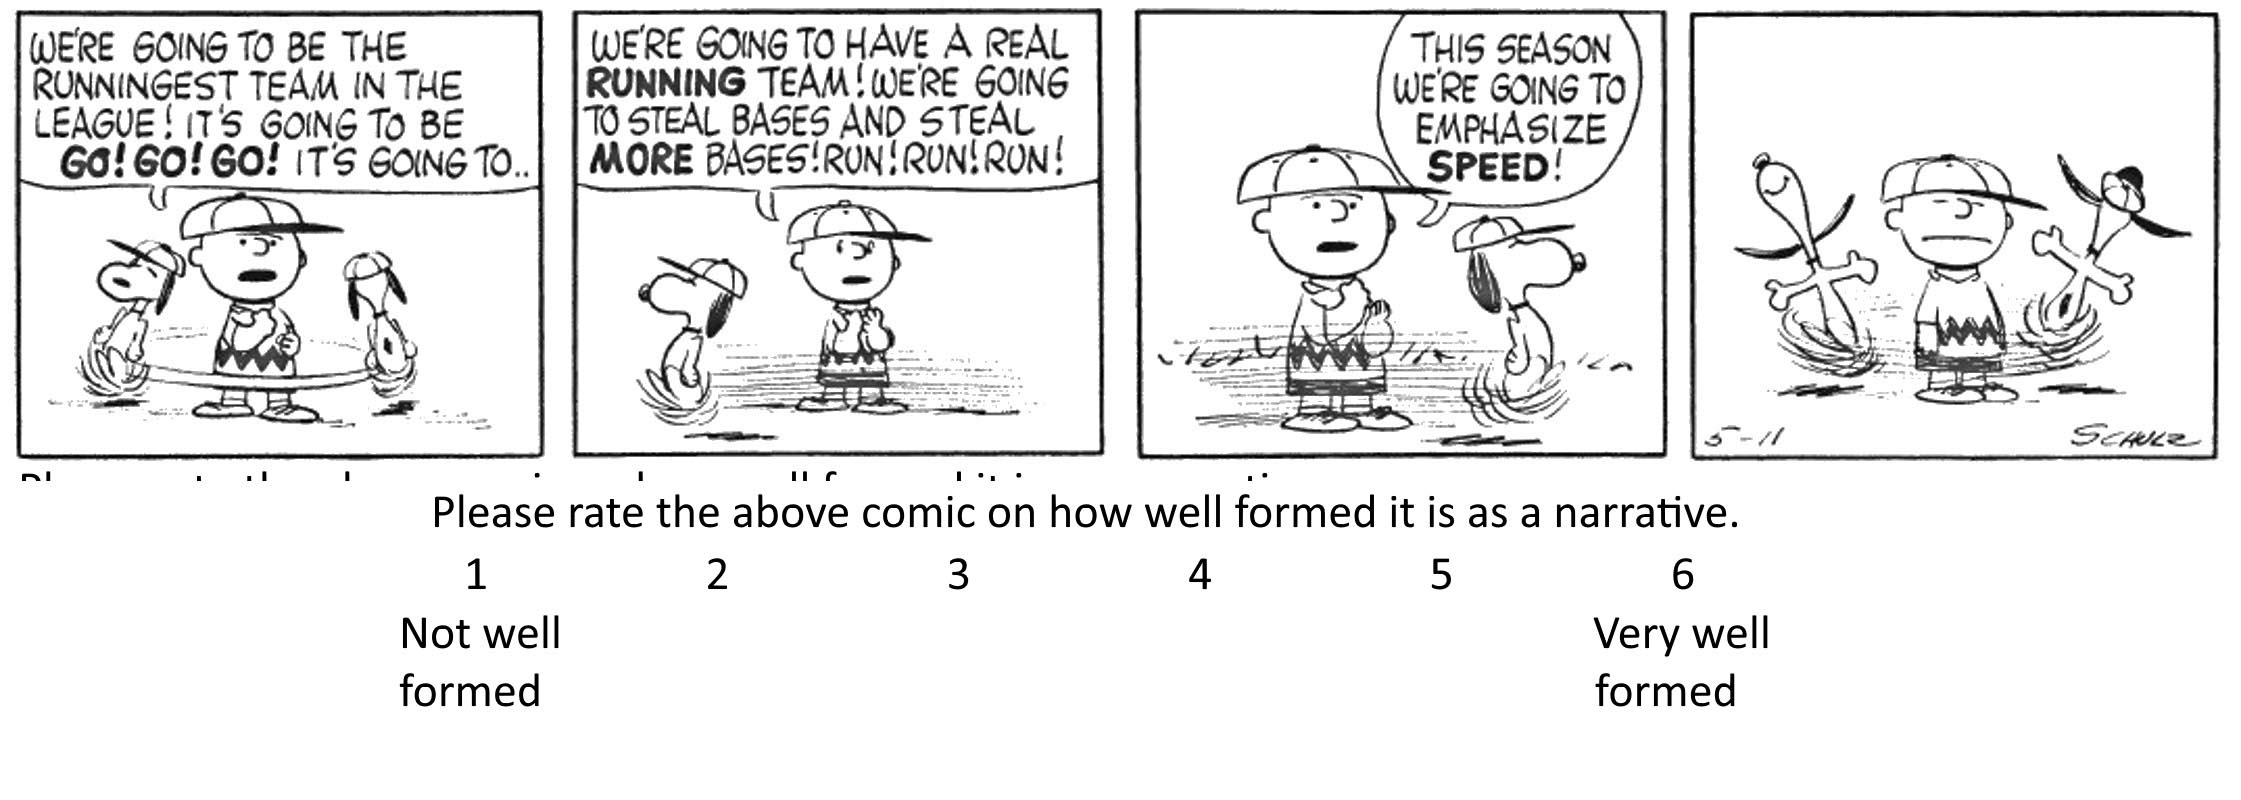 WE'RE GOING TO BE THE
RUNNINGEST TEAM IN THE
LEAGUE! IT'S GOING TO BE
GO! GO! GO! IT'S GOING TO..
WE'RE GOING TO HAVE A REAL
RUNNING TEAM! WE'RE GOING
TO STEAL BASES AND STEAL
MORE BASES! RUN! RUN! RUN!
THIS SEASON
WE'RE GOING TO
EMPHASIZE
SPEED!
5-11 SCHULZ
Please rate the above comic on how well formed it is as a narrative.
1 2 3 4 5 6
Not well Very well
formed formed